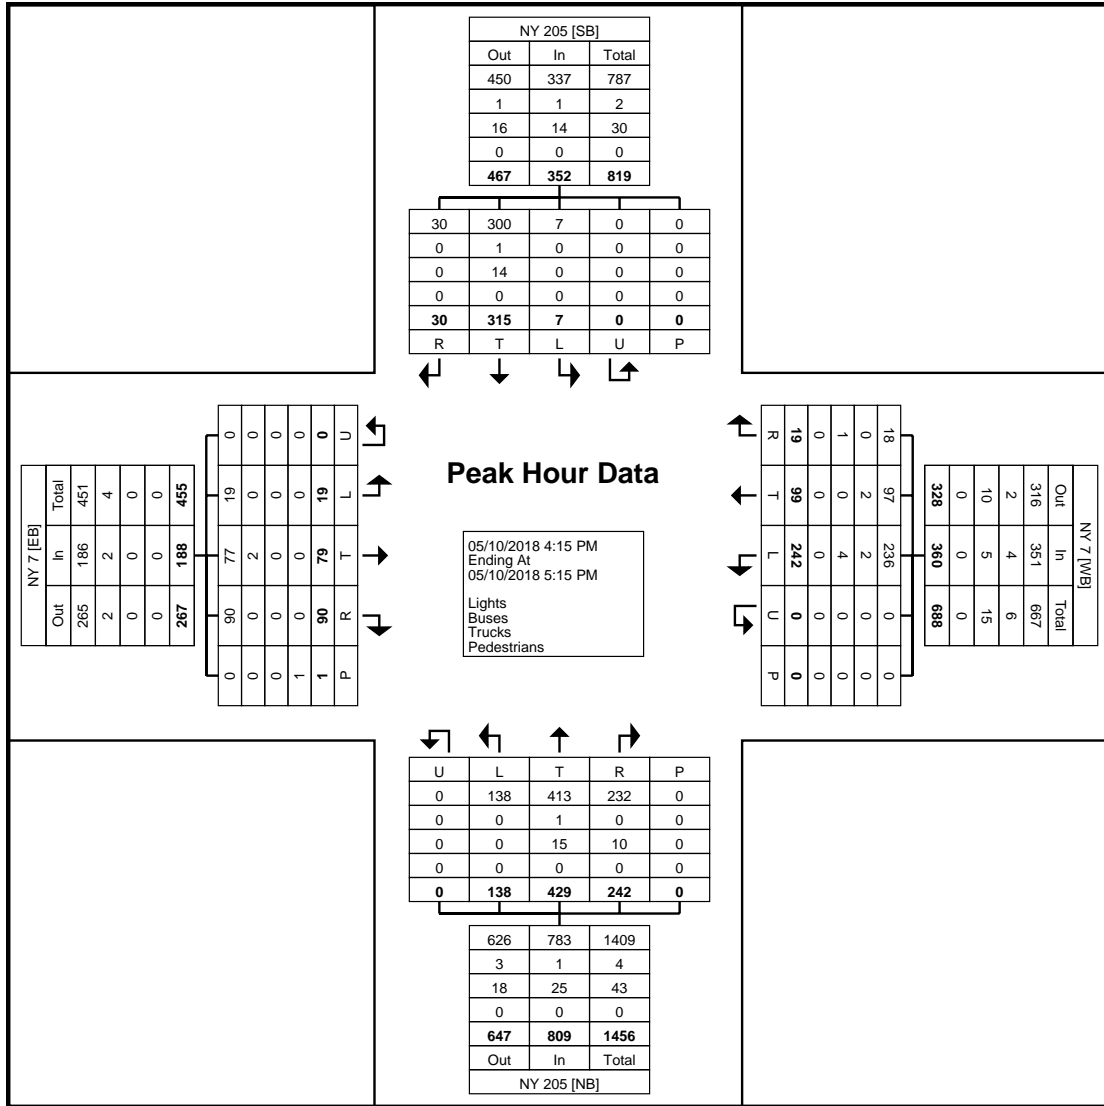 NY 205 [SB]
Out In Total
450 337 787
1 1 2
16 14 30
0 0 0
467 352 819
30 300 7 0 0
0 1 0 0 0
0 14 0 0 0
0 0 0 0 0
30 315 7 0 0
R T L U P
NY 7 [EB]
Total 451 4 0 0 455
In 186 2 0 0 188
Out 265 2 0 0 267
0 0 0 0 0 U
19 0 0 0 19 L
77 2 0 0 79 T
90 0 0 0 90 R
0 0 0 1 1 P
Peak Hour Data
05/10/2018 4:15 PM
Ending At
05/10/2018 5:15 PM
Lights
Buses
Trucks
Pedestrians
R 19 0 1 0 18
T 99 0 0 2 97
L 242 0 4 2 236
U 0 0 0 0 0
P 0 0 0 0 0
328 0 10 2 316 Out
360 0 5 4 351 In
688 0 15 6 667 Total
NY 7 [WB]
U L T R P
0 138 413 232 0
0 0 1 0 0
0 0 15 10 0
0 0 0 0 0
0 138 429 242 0
626 783 1409
3 1 4
18 25 43
0 0 0
647 809 1456
Out In Total
NY 205 [NB]